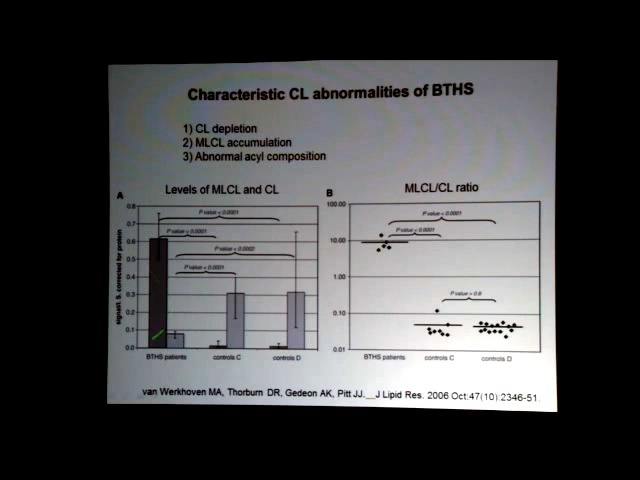 Characteristic CL abnormalities of BTHS
1) CL depletion
2) MLCL accumulation
3) Abnormal acyl composition
A
Levels of MLCL and CL
signal/I. S. corrected for protein
0.8
0.7
0.6
0.5
0.4
0.3
0.2
0.1
0.0
P value < 0.0001
P value < 0.0001
P value = 0.0002
P value < 0.0001
BTHS patients
controls C
controls D
B
MLCL/CL ratio
100.00
10.00
1.00
0.10
0.01
P value < 0.0001
P value < 0.0001
P value = 0.8
BTHS patients
controls C
controls D
van Werkhoven MA, Thorburn DR, Gedeon AK, Pitt JJ.__J Lipid Res. 2006 Oct:47(10):2346-51.